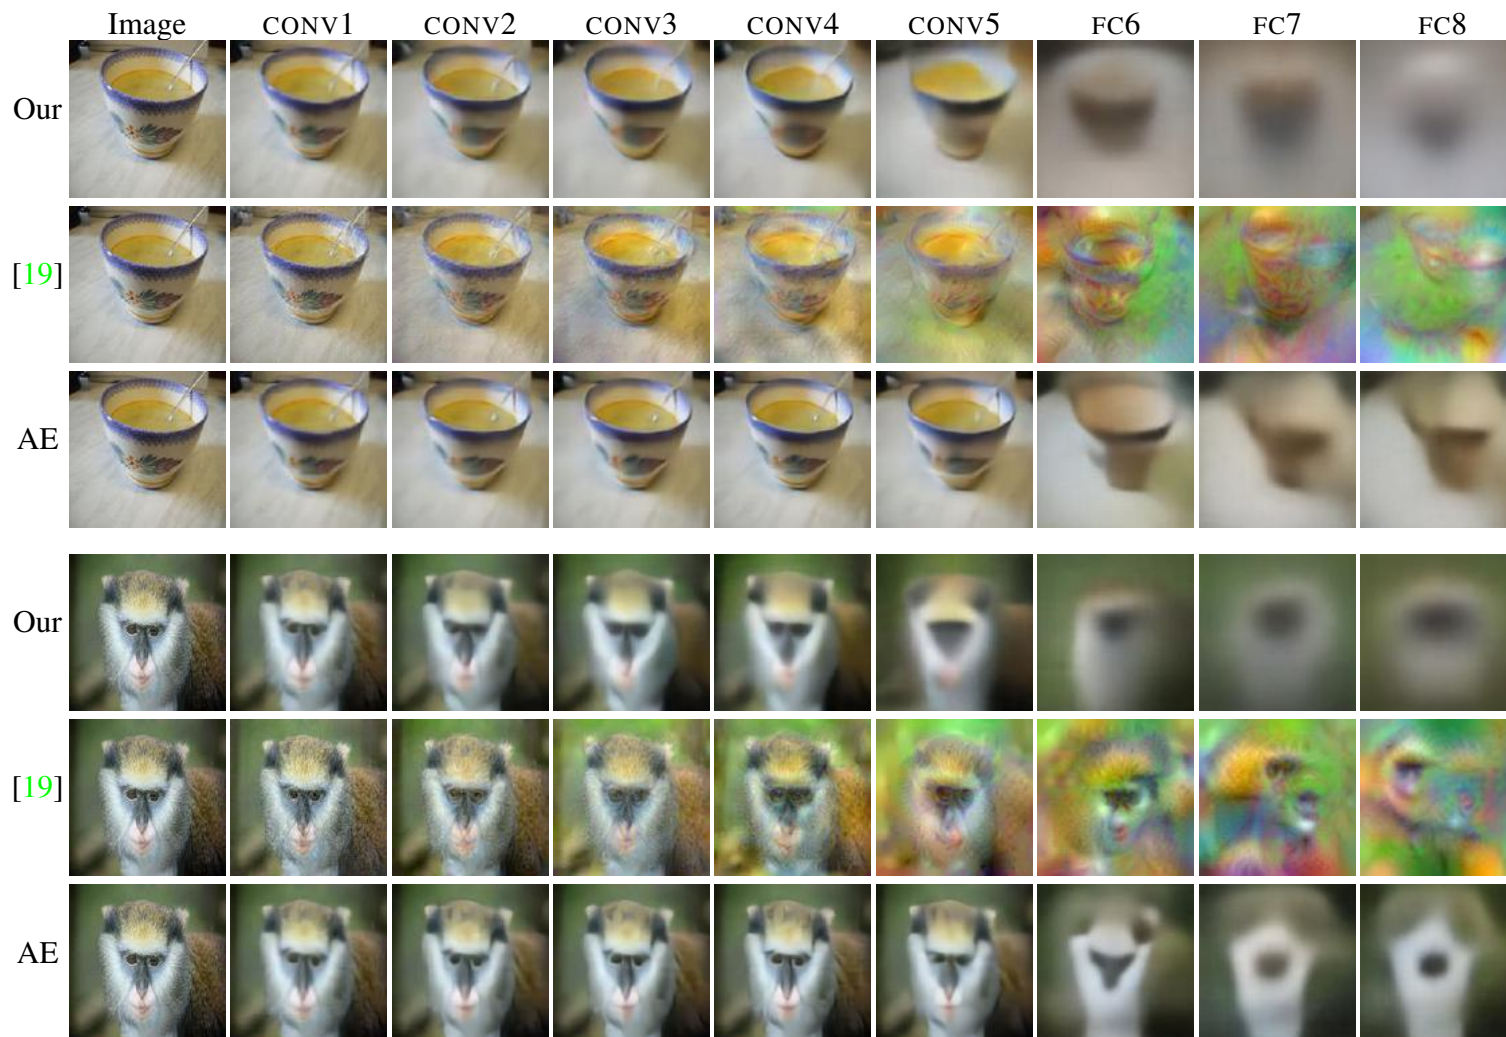 Image CONV1 CONV2 CONV3 CONV4 CONV5 FC6 FC7 FC8
Our
[19]
AE
Our
[19]
AE